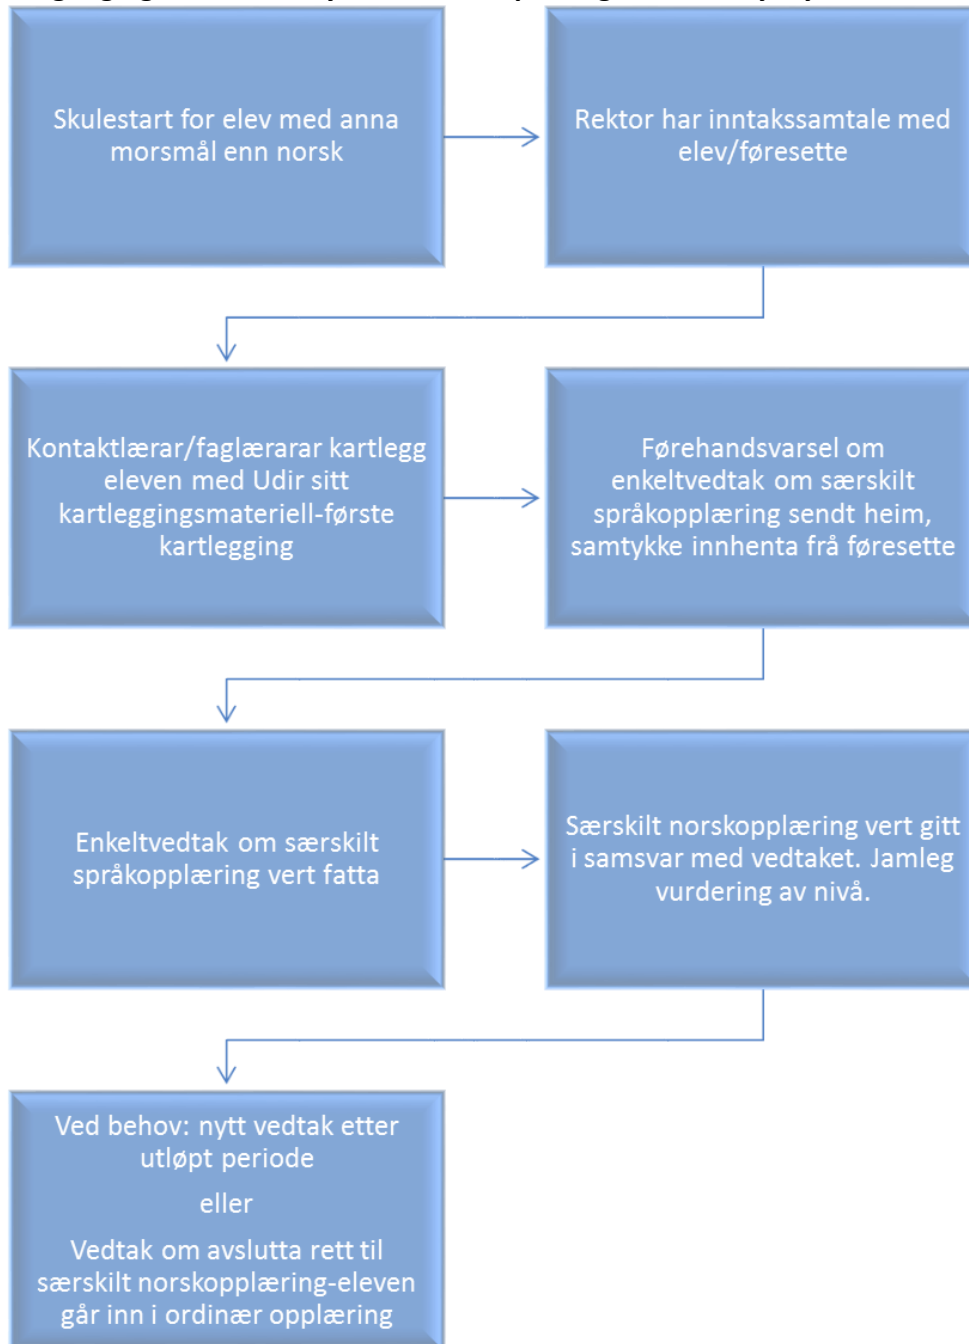 Skulestart for elev med anna
morsmål enn norsk
Rektor har inntakssamtale med
elev/føresette
Kontaktlærar/faglærarar kartlegg
eleven med Udir sitt
kartleggingsmateriell-første
kartlegging
Førehandsvarsel om
enkeltvedtak om særskilt
språkopplæring sendt heim,
samtykke innhenta frå føresette
Enkeltvedtak om særskilt
språkopplæring vert fatta
Særskilt norskopplæring vert gitt
i samsvar med vedtaket. Jamleg
vurdering av nivå.
Ved behov: nytt vedtak etter
utløpt periode
eller
Vedtak om avslutta rett til
særskilt norskopplæring-eleven
går inn i ordinær opplæring